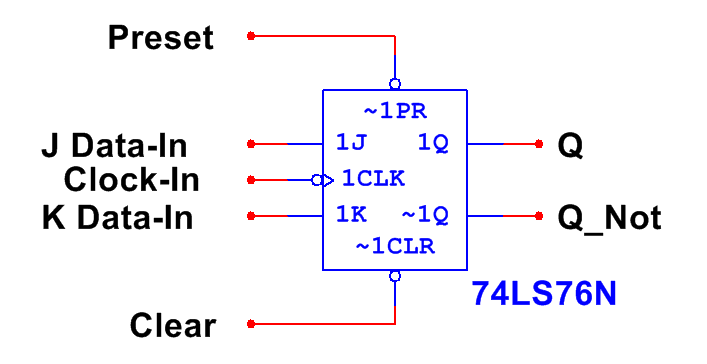 Preset
~1PR
J Data-In
1J
1Q
Q
Clock-In
1CLK
K Data-In
1K
~1Q
Q_Not
~1CLR
74LS76N
Clear